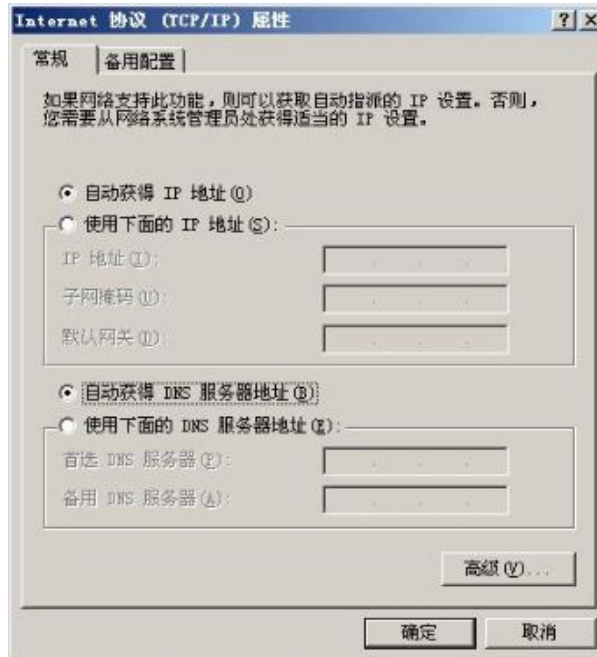 Internet 协议 (TCP/IP) 属性
常规
备用配置
如果网络支持此功能，则可以获取自动指派的 IP 设置。否则，
您需要从网络系统管理员处获得适当的 IP 设置。
自动获得 IP 地址(O)
使用下面的 IP 地址(S):
IP 地址(I):
子网掩码(U):
默认网关(D):
自动获得 DNS 服务器地址(B)
使用下面的 DNS 服务器地址(E):
首选 DNS 服务器(P):
备用 DNS 服务器(A):
高级(V)...
确定
取消